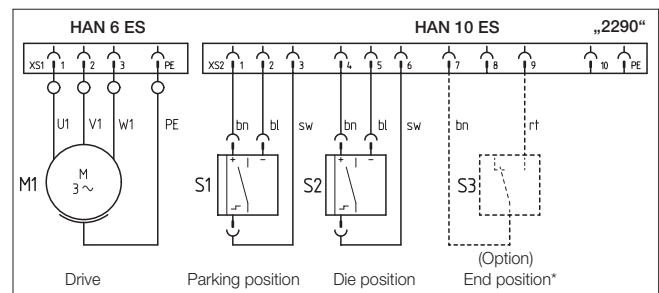 HAN 6 ES HAN 10 ES „2290“
XS1 1 2 3 PE XS2 1 2 3 4 5 6 7 8 9 10 PE
U1 V1 W1 PE bn bl sw bn bl sw bn rt
M1 M 3 ~ S1 + − S2 + − S3
(Option)
Drive Parking position Die position End position*